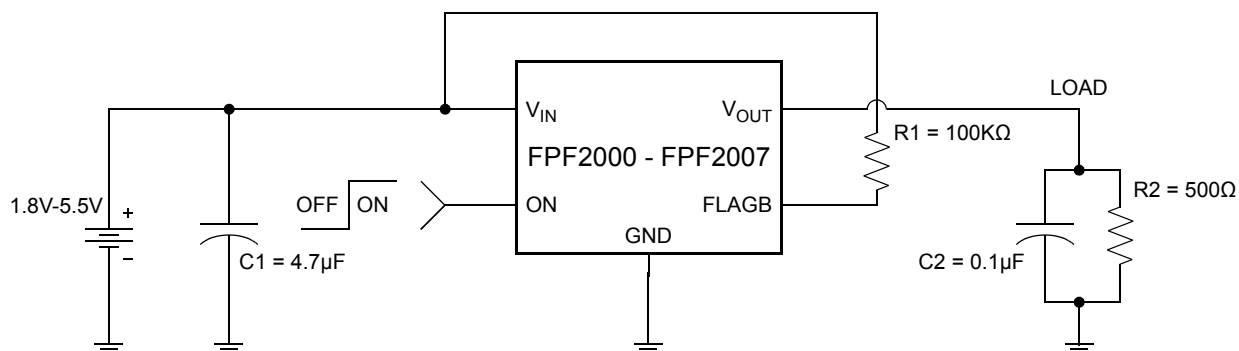 LOAD
V_IN
V_OUT
R1 = 100KΩ
FPF2000 - FPF2007
1.8V-5.5V
+
–
OFF
ON
ON
FLAGB
R2 = 500Ω
GND
C1 = 4.7µF
C2 = 0.1µF